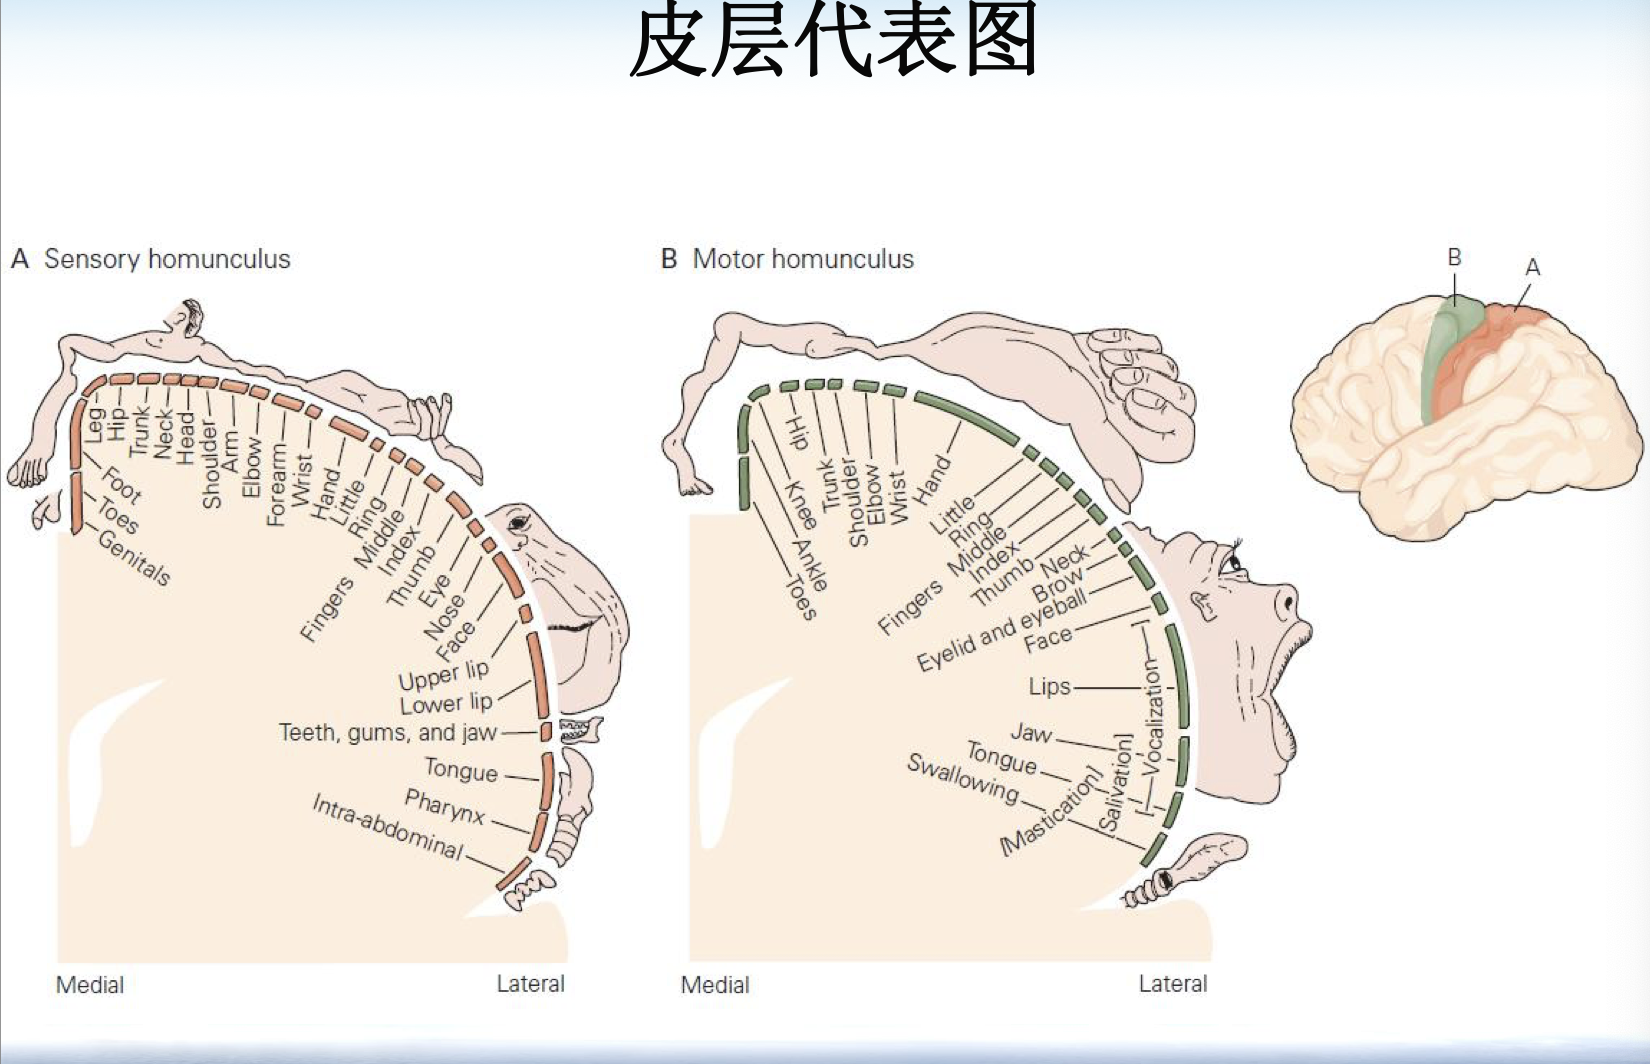 皮层代表图
A Sensory homunculus
Leg
Hip
Trunk
Neck
Head
Shoulder
Arm
Elbow
Forearm
Wrist
Hand
Little
Ring
Middle
Index
Thumb
Fingers
Eye
Nose
Face
Upper lip
Lower lip
Teeth, gums, and jaw
Tongue
Pharynx
Intra-abdominal
Foot
Toes
Genitals
Medial
Lateral
B Motor homunculus
Hip
Trunk
Shoulder
Elbow
Wrist
Hand
Little
Ring
Middle
Index
Thumb
Fingers
Neck
Brow
Eyelid and eyeball
Face
Lips
Jaw
Tongue
Swallowing
[Mastication]
[Salivation]
Vocalization
Knee
Ankle
Toes
Medial
Lateral
B
A